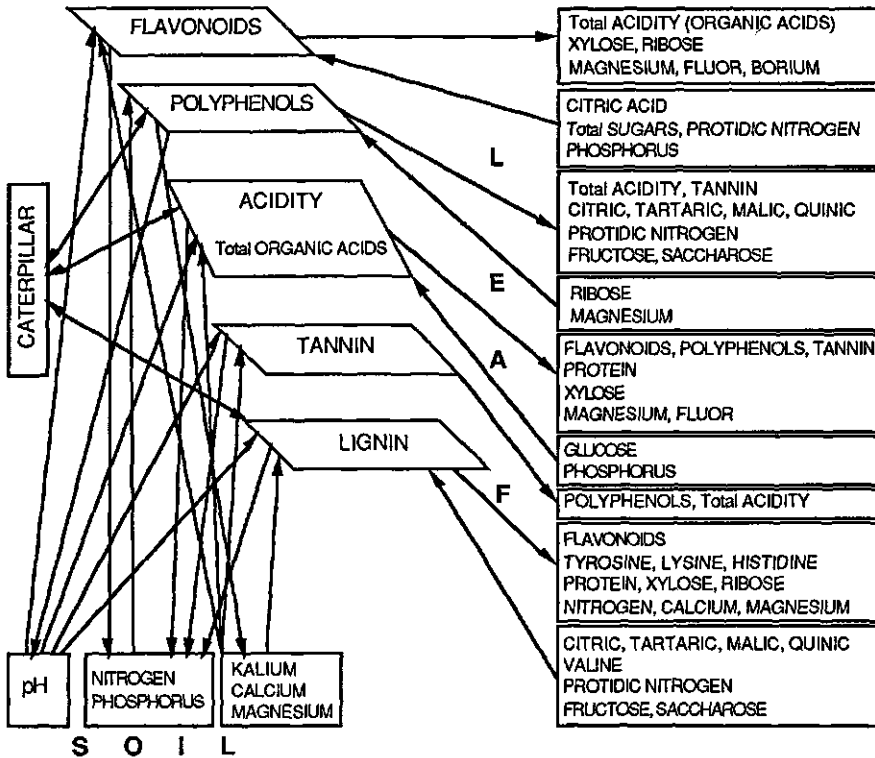 FLAVONOIDS
POLYPHENOLS
ACIDITY
Total ORGANIC ACIDS
TANNIN
LIGNIN
CATERPILLAR
pH
NITROGEN
PHOSPHORUS
KALIUM
CALCIUM
MAGNESIUM
S O I L
L
E
A
F
Total ACIDITY (ORGANIC ACIDS)
XYLOSE, RIBOSE
MAGNESIUM, FLUOR, BORIUM
CITRIC ACID
Total SUGARS, PROTIDIC NITROGEN
PHOSPHORUS
Total ACIDITY, TANNIN
CITRIC, TARTARIC, MALIC, QUINIC
PROTIDIC NITROGEN
FRUCTOSE, SACCHAROSE
RIBOSE
MAGNESIUM
FLAVONOIDS, POLYPHENOLS, TANNIN
PROTEIN
XYLOSE
MAGNESIUM, FLUOR
GLUCOSE
PHOSPHORUS
POLYPHENOLS, Total ACIDITY
FLAVONOIDS
TYROSINE, LYSINE, HISTIDINE
PROTEIN, XYLOSE, RIBOSE
NITROGEN, CALCIUM, MAGNESIUM
CITRIC, TARTARIC, MALIC, QUINIC
VALINE
PROTIDIC NITROGEN
FRUCTOSE, SACCHAROSE